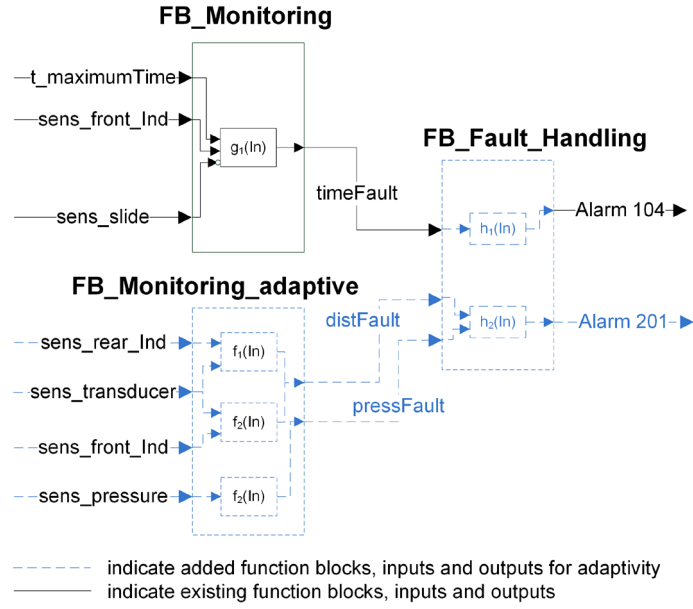 FB_Monitoring
t_maximumTime
sens_front_Ind
sens_slide
g₁(In)
timeFault
FB_Fault_Handling
h₁(In)
Alarm 104
h₂(In)
Alarm 201
FB_Monitoring_adaptive
sens_rear_Ind
sens_transducer
sens_front_Ind
sens_pressure
f₁(In)
f₂(In)
f₂(In)
distFault
pressFault
indicate added function blocks, inputs and outputs for adaptivity
indicate existing function blocks, inputs and outputs